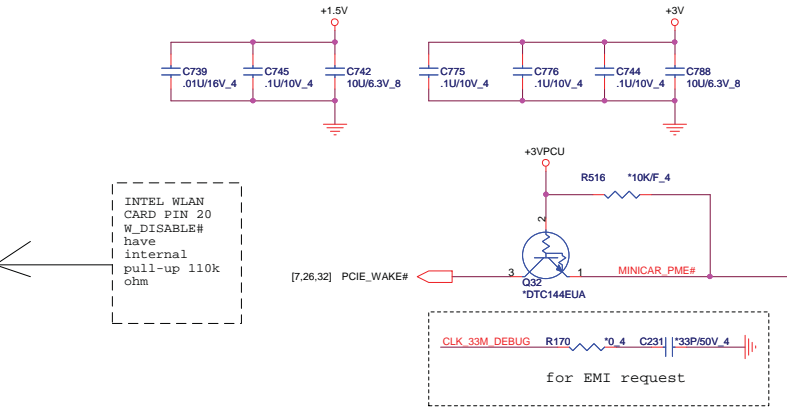 +1.5V
+3V
C739
.01U/16V_4
C745
.1U/10V_4
C742
10U/6.3V_8
C775
.1U/10V_4
C776
.1U/10V_4
C744
.1U/10V_4
C788
10U/6.3V_8
+3VPCU
R516 *10K/F_4
2
INTEL WLAN
CARD PIN 20
W_DISABLE#
have
internal
pull-up 110k
ohm
[7,26,32] PCIE_WAKE#
3
1
MINICAR_PME#
Q32
*DTC144EUA
CLK_33M_DEBUG R170 *0_4 C231 *33P/50V_4
for EMI request